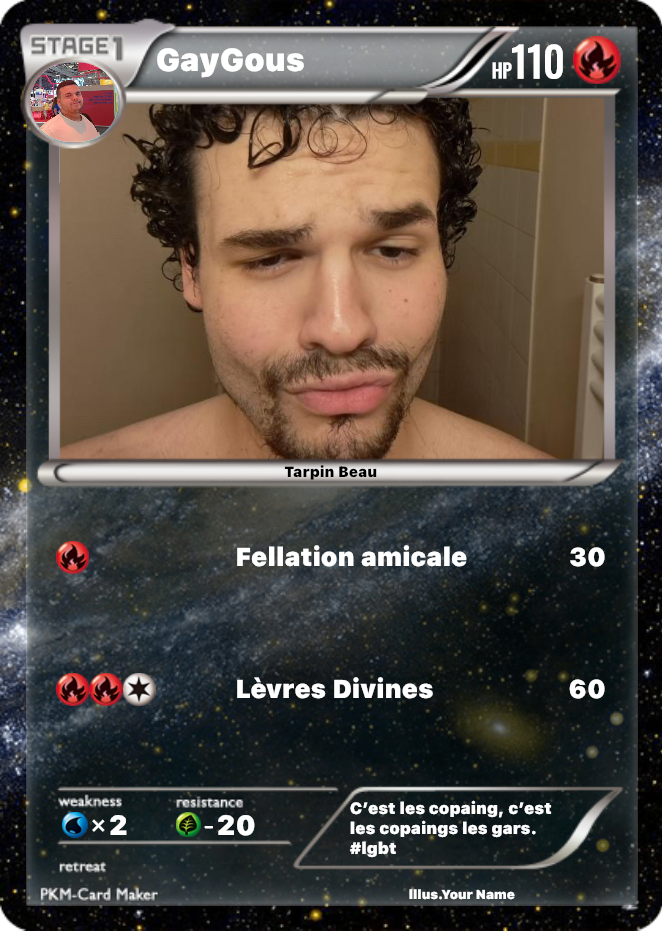 STAGE1
GayGous
HP110
Tarpin Beau
Fellation amicale 30
Lèvres Divines 60
weakness resistance
×2 -20
C'est les copaing, c'est
les copaings les gars.
#lgbt
retreat
PKM-Card Maker Illus.Your Name